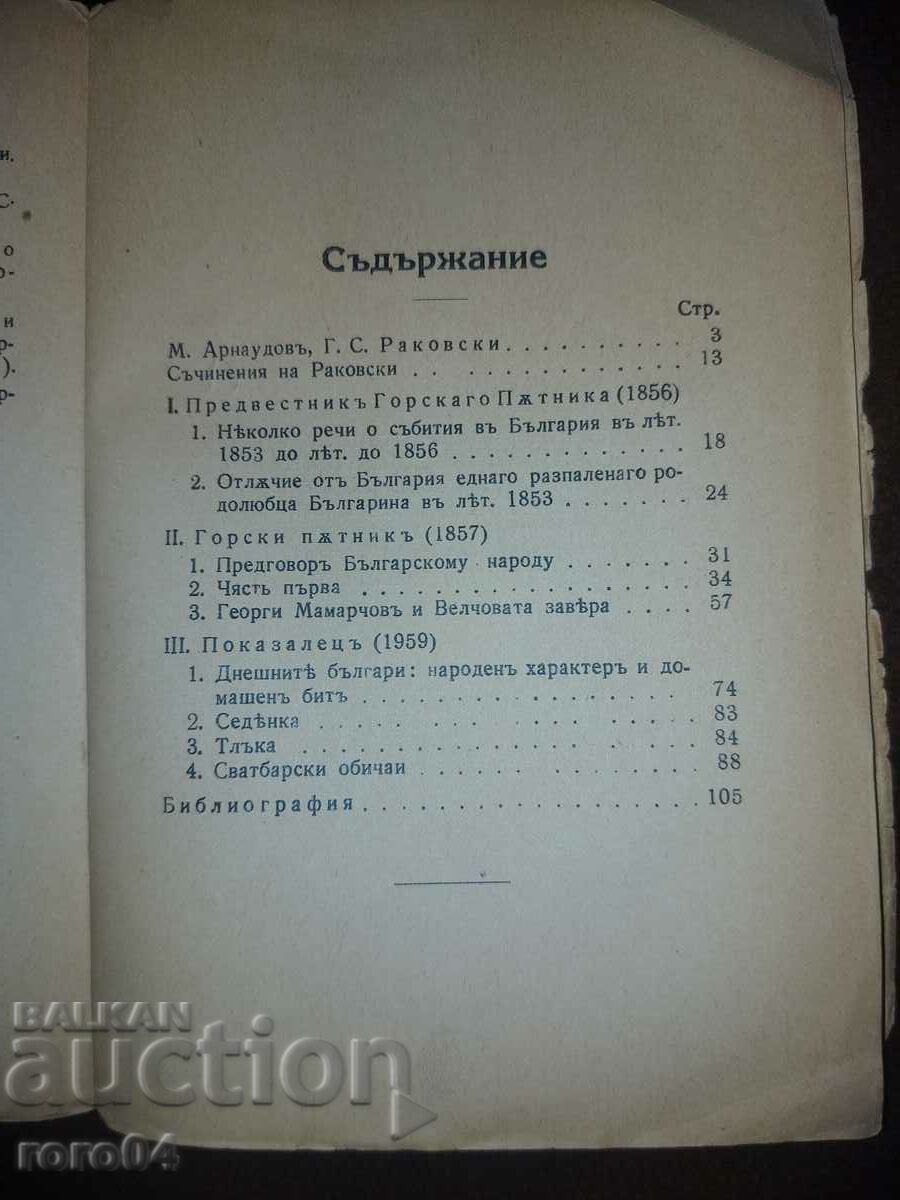 и.
С-
о
р-
и
р-
).
р-
Съдържание
Стр.
М. Арнаудовъ, Г. С. Раковски . . . . . . . . . . 3
Съчинения на Раковски . . . . . . . . . . . . . 13
I. Предвестникъ Горскаго Пѫтника (1856)
1. Нѣколко речи о събития въ България въ лѣт.
1853 до лѣт. до 1856 . . . . . . . . . . . . . 18
2. Отлѫчие отъ България еднаго разпаленаго ро-
долюбца Българина въ лѣт. 1853 . . . . . . . 24
II. Горски пѫтникъ (1857)
1. Предговоръ Българскому народу . . . . . . . 31
2. Чясть първа . . . . . . . . . . . . . . . . . . 34
3. Георги Мамарчовъ и Велчовата завѣра . . . . 57
III. Показалецъ (1959)
1. Днешнитѣ българи: народенъ характеръ и до-
машенъ битъ . . . . . . . . . . . . . . . . . 74
2. Седѣнка . . . . . . . . . . . . . . . . . 83
3. Тлъка . . . . . . . . . . . . . . . . . . 84
4. Сватбарски обичаи . . . . . . . . . . . . . 88
Библиография . . . . . . . . . . . . . . . . . . 105
BALKAN
auction
roro04